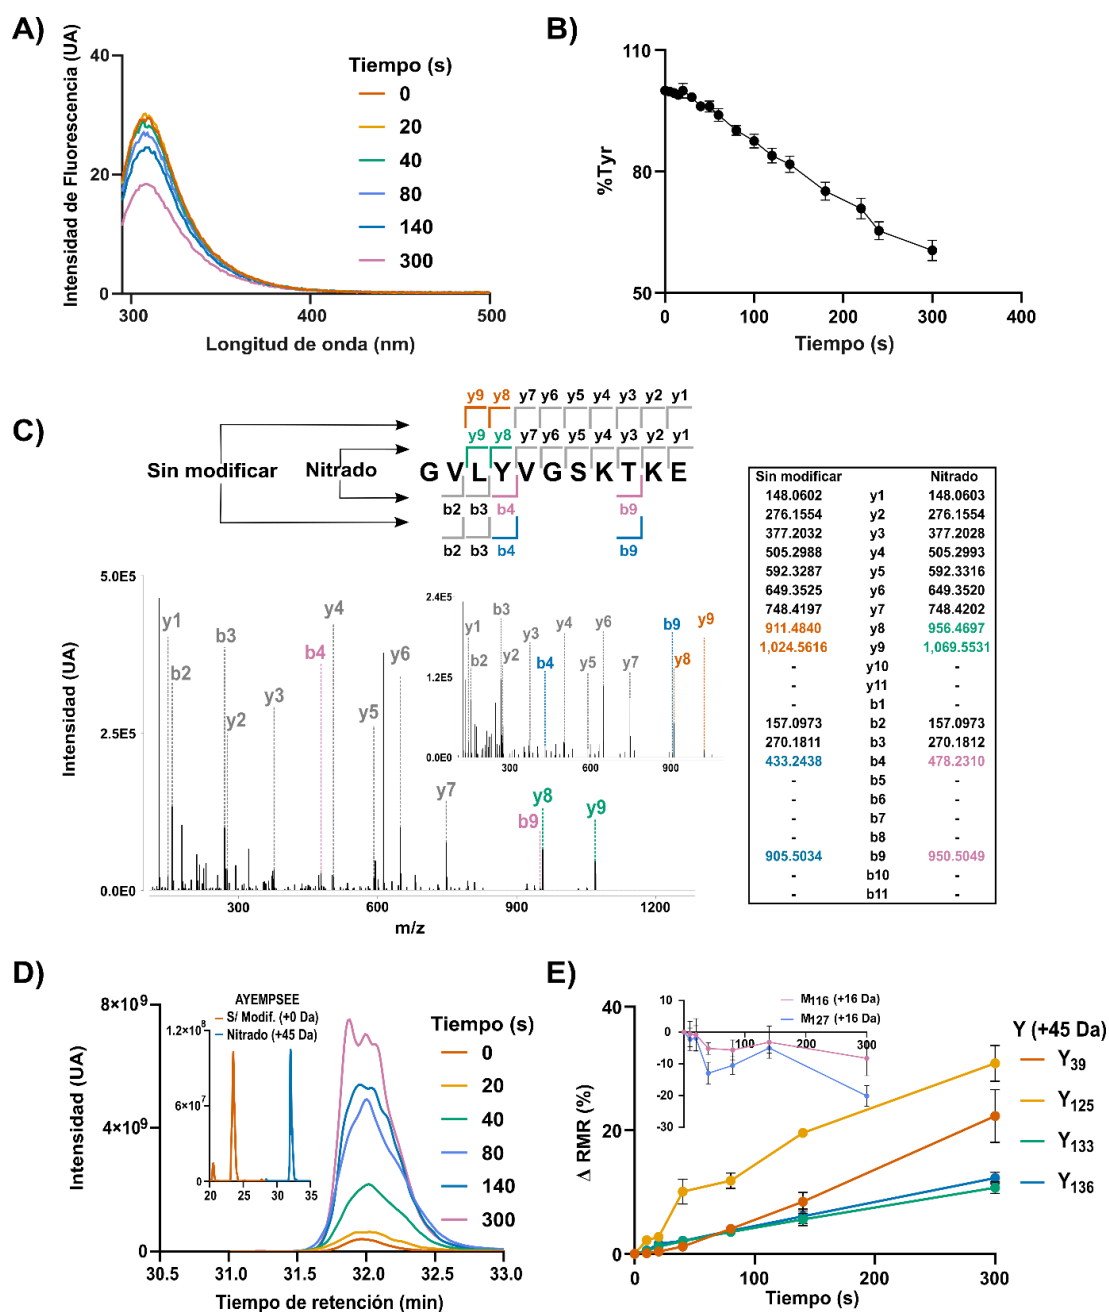 A)
Intensidad de Fluorescencia (UA)
40
20
0
300
400
500
Longitud de onda (nm)
Tiempo (s)
0
20
40
80
140
300
B)
%Tyr
110
80
50
0
100
200
300
400
Tiempo (s)
C)
Sin modificar
Nitrado
y9 y8 y7 y6 y5 y4 y3 y2 y1
y9 y8 y7 y6 y5 y4 y3 y2 y1
G V L Y V G S K T K E
b2 b3 b4 b9
b2 b3 b4 b9
Intensidad (UA)
5.0E5
2.5E5
0.0E0
300
600
900
1200
m/z
y1
b2
b3
y2
y3
b4
y4
y5
y6
y7
b9
y8
y9
2.4E5
1.2E5
0.0E0
300
600
900
y1
b2
b3
y2
y3
b4
y4
y5
y6
y7
b9
y8
y9
Sin modificar Nitrado
148.0602 y1 148.0603
276.1554 y2 276.1554
377.2032 y3 377.2028
505.2988 y4 505.2993
592.3287 y5 592.3316
649.3525 y6 649.3520
748.4197 y7 748.4202
911.4840 y8 956.4697
1,024.5616 y9 1,069.5531
- y10 -
- y11 -
- b1 -
157.0973 b2 157.0973
270.1811 b3 270.1812
433.2438 b4 478.2310
- b5 -
- b6 -
- b7 -
- b8 -
905.5034 b9 950.5049
- b10 -
- b11 -
D)
Intensidad (UA)
8×10⁹
4×10⁹
0
30.5
31.0
31.5
32.0
32.5
33.0
Tiempo de retención (min)
AYEMPSEE
S/ Modif. (+0 Da)
Nitrado (+45 Da)
1.2×10⁸
6×10⁷
0
20
25
30
35
Tiempo (s)
0
20
40
80
140
300
E)
Δ RMR (%)
40
20
0
0
100
200
300
Tiempo (s)
10
0
-10
-20
-30
100
200
300
M₁₁₆ (+16 Da)
M₁₂₇ (+16 Da)
Y (+45 Da)
Y₃₉
Y₁₂₅
Y₁₃₃
Y₁₃₆